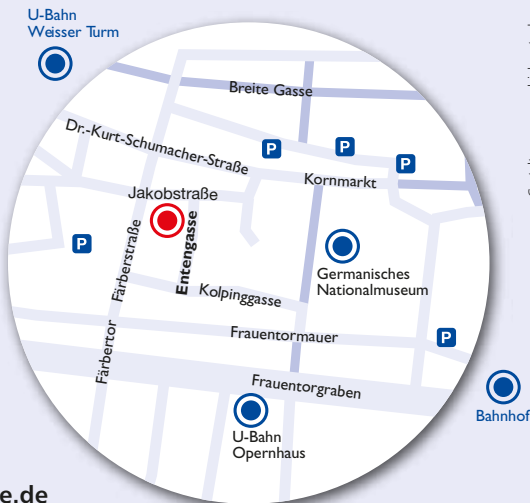 U-Bahn
Weisser Turm
Breite Gasse
Dr.-Kurt-Schumacher-Straße
P
P
P
Kornmarkt
Jakobstraße
P
Färberstraße
Entengasse
Germanisches
Nationalmuseum
Kolpinggasse
Frauentormauer
P
Färbertor
Frauentorgraben
Bahnhof
U-Bahn
Opernhaus
e.de